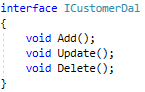 interface ICustomerDal
{
    void Add();
    void Update();
    void Delete();
}